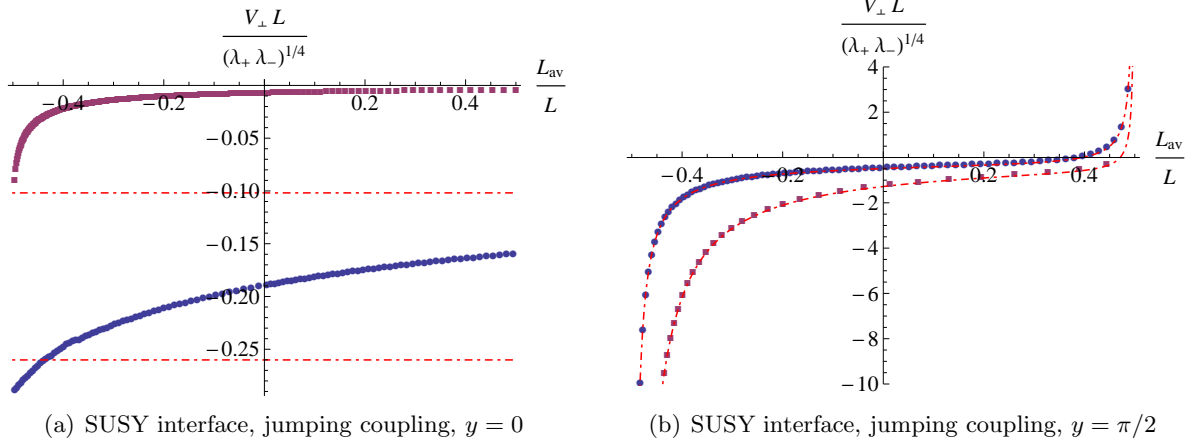 V⊥ L
(λ+ λ−)^{1/4}
L_av
L
−0.4
−0.2
0.2
0.4
−0.05
−0.10
−0.15
−0.20
−0.25
(a) SUSY interface, jumping coupling, y = 0
V⊥ L
(λ+ λ−)^{1/4}
4
2
L_av
L
−0.4
−0.2
0.2
0.4
−2
−4
−6
−8
−10
(b) SUSY interface, jumping coupling, y = π/2